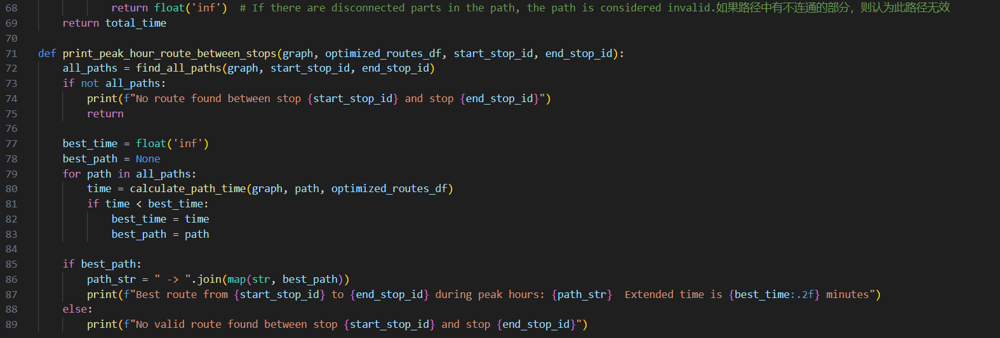 68 return float('inf')  # If there are disconnected parts in the path, the path is considered invalid.如果路径中有不连通的部分，则认为此路径无效
69 return total_time
70
71 def print_peak_hour_route_between_stops(graph, optimized_routes_df, start_stop_id, end_stop_id):
72 all_paths = find_all_paths(graph, start_stop_id, end_stop_id)
73 if not all_paths:
74 print(f"No route found between stop {start_stop_id} and stop {end_stop_id}")
75 return
76
77 best_time = float('inf')
78 best_path = None
79 for path in all_paths:
80 time = calculate_path_time(graph, path, optimized_routes_df)
81 if time < best_time:
82 best_time = time
83 best_path = path
84
85 if best_path:
86 path_str = " -> ".join(map(str, best_path))
87 print(f"Best route from {start_stop_id} to {end_stop_id} during peak hours: {path_str}  Extended time is {best_time:.2f} minutes")
88 else:
89 print(f"No valid route found between stop {start_stop_id} and stop {end_stop_id}")